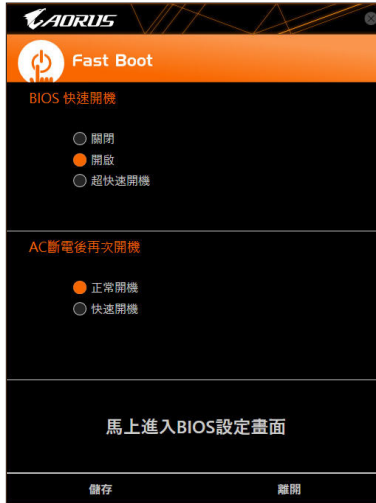 AORUS
Fast Boot
BIOS 快速開機
關閉
開啟
超快速開機
AC斷電後再次開機
正常開機
快速開機
馬上進入BIOS設定畫面
儲存
離開